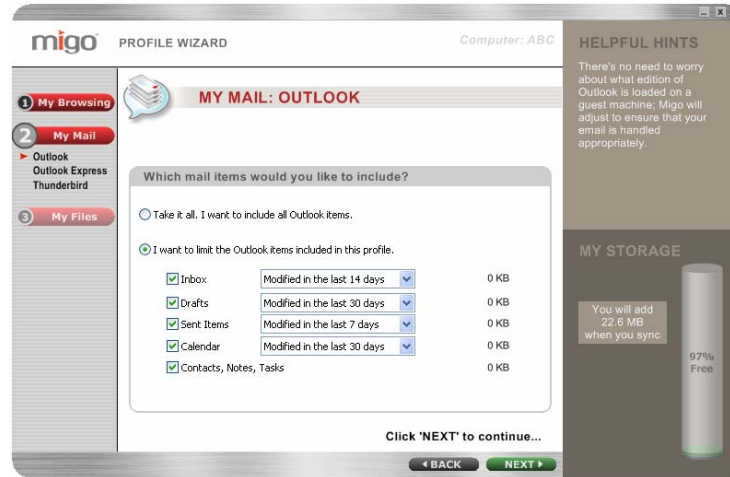 migo
PROFILE WIZARD
Computer: ABC
1 My Browsing
2 My Mail
Outlook
Outlook Express
Thunderbird
3 My Files
MY MAIL: OUTLOOK
Which mail items would you like to include?
Take it all. I want to include all Outlook items.
I want to limit the Outlook items included in this profile.
Inbox Modified in the last 14 days 0 KB
Drafts Modified in the last 30 days 0 KB
Sent Items Modified in the last 7 days 0 KB
Calendar Modified in the last 30 days 0 KB
Contacts, Notes, Tasks 0 KB
Click 'NEXT' to continue...
BACK NEXT
HELPFUL HINTS
There's no need to worry
about what edition of
Outlook is loaded on a
guest machine; Migo will
adjust to ensure that your
email is handled
appropriately.
MY STORAGE
You will add
22.6 MB
when you sync
97%
Free